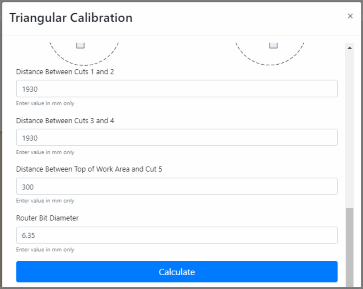 Triangular Calibration
×
Distance Between Cuts 1 and 2
1930
Enter value in mm only
Distance Between Cuts 3 and 4
1930
Enter value in mm only
Distance Between Top of Work Area and Cut 5
300
Enter value in mm only
Router Bit Diameter
6.35
Enter value in mm only
Calculate